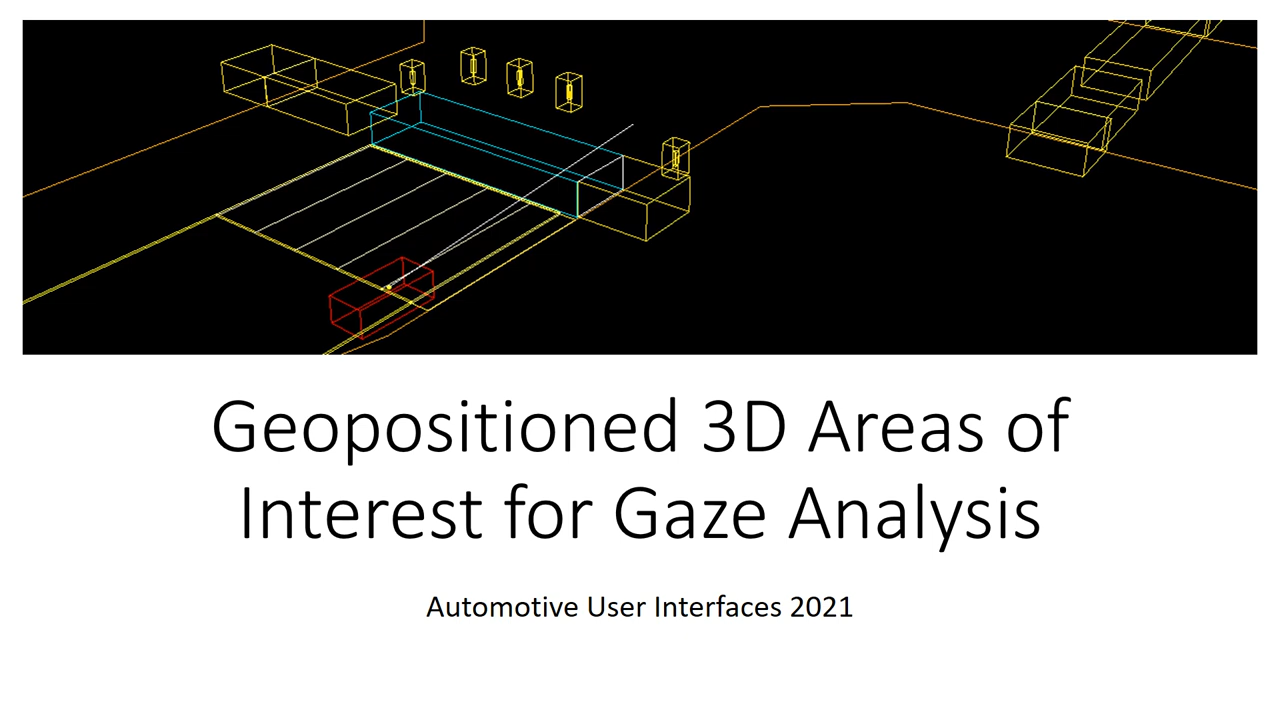 Geopositioned 3D Areas of
Interest for Gaze Analysis
Automotive User Interfaces 2021